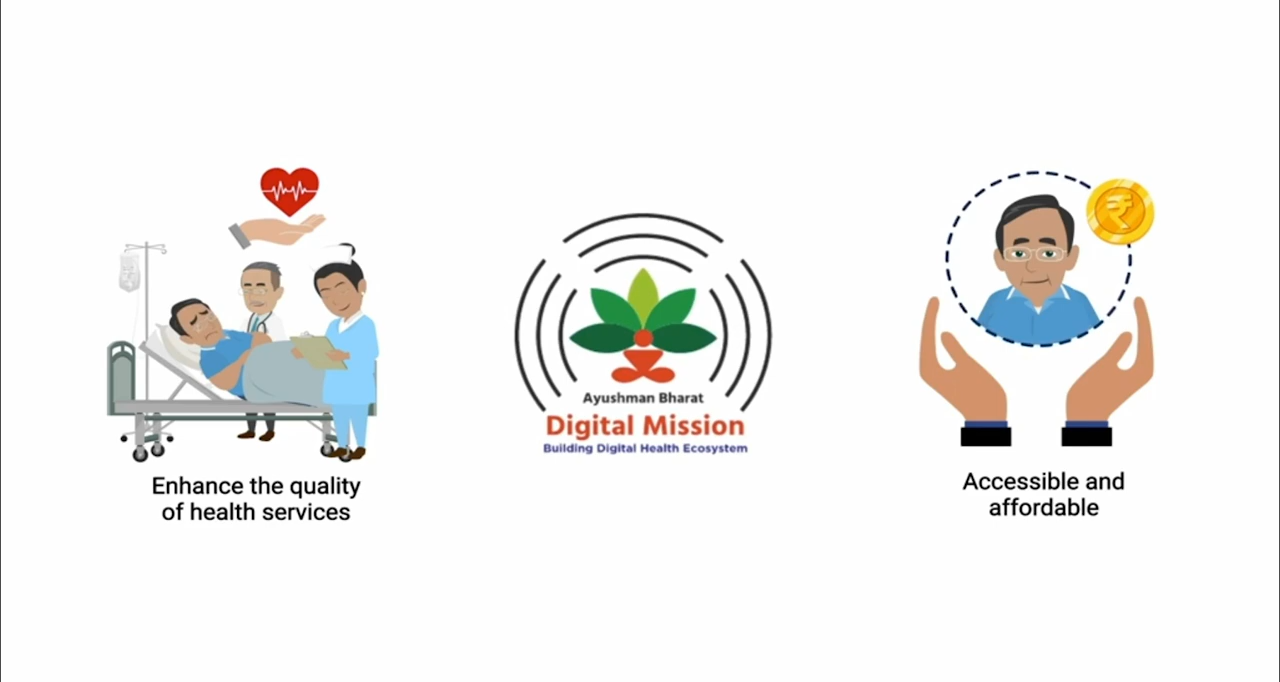 Enhance the quality
of health services
Ayushman Bharat
Digital Mission
Building Digital Health Ecosystem
₹
Accessible and
affordable